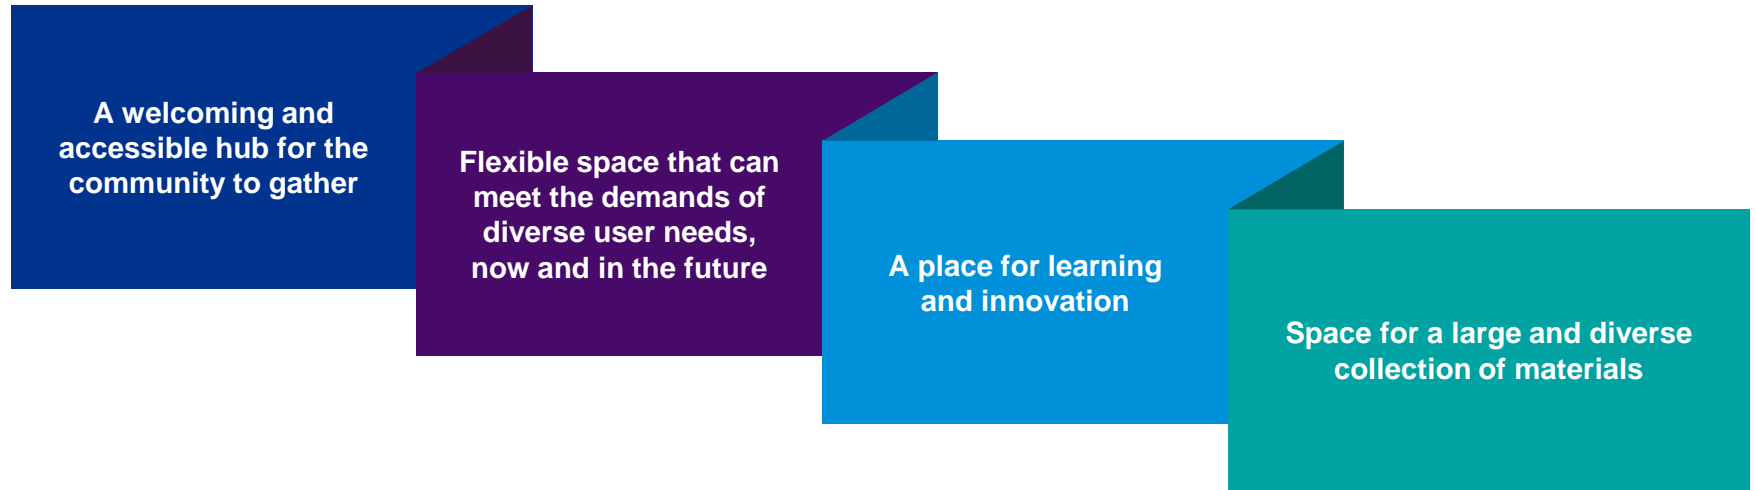 A welcoming and
accessible hub for the
community to gather
Flexible space that can
meet the demands of
diverse user needs,
now and in the future
A place for learning
and innovation
Space for a large and diverse
collection of materials